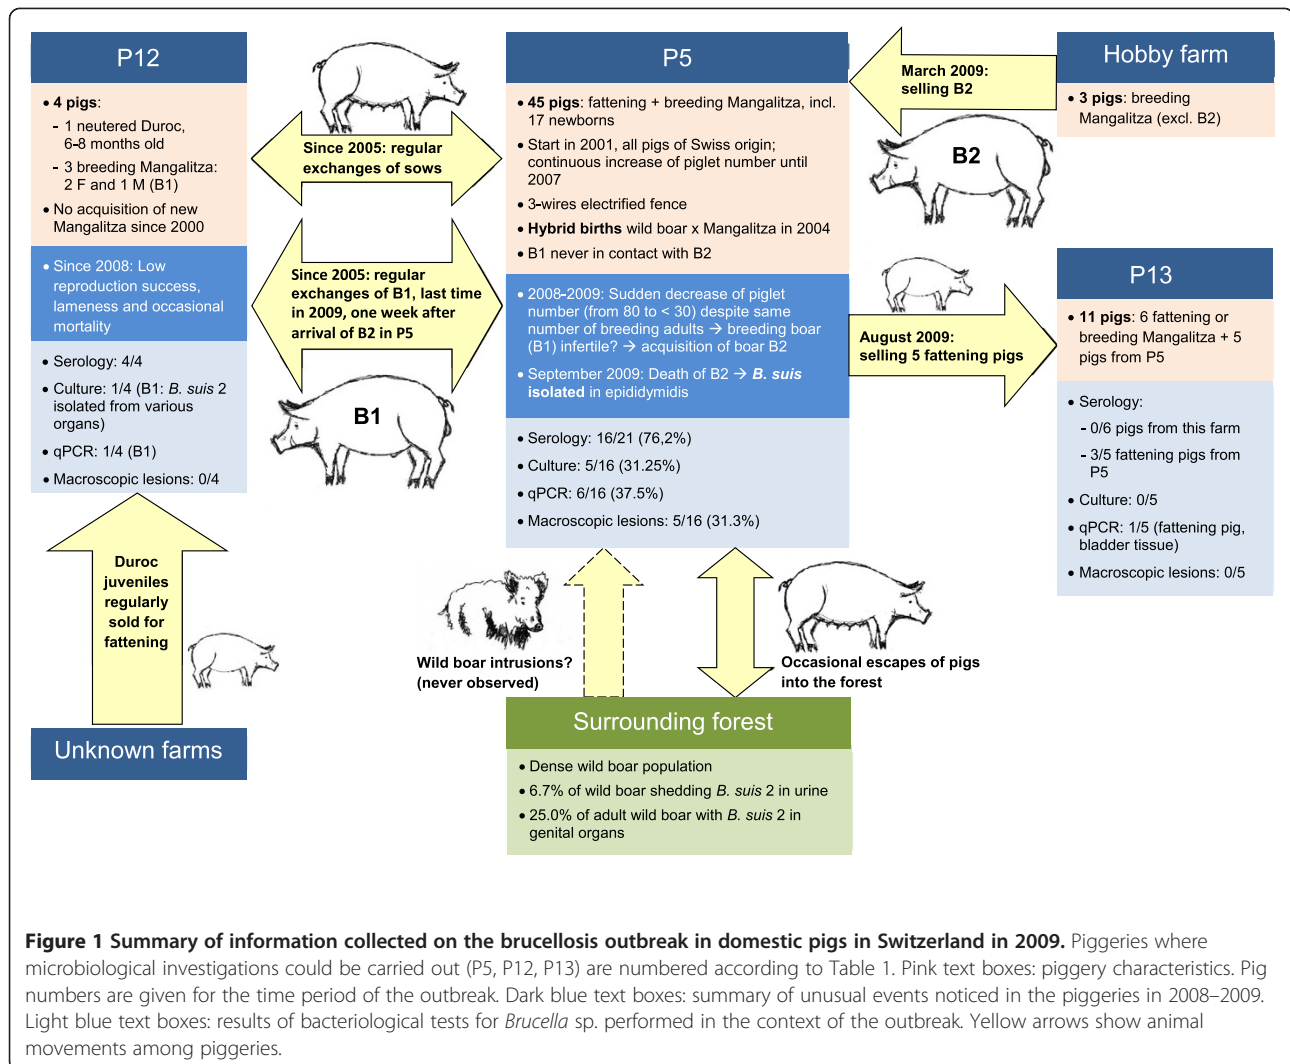 P12
• 4 pigs:
- 1 neutered Duroc,
6-8 months old
- 3 breeding Mangalitza:
2 F and 1 M (B1)
• No acquisition of new
Mangalitza since 2000
• Since 2008: Low
reproduction success,
lameness and occasional
mortality
• Serology: 4/4
• Culture: 1/4 (B1: B. suis 2
isolated from various
organs)
• qPCR: 1/4 (B1)
• Macroscopic lesions: 0/4
Duroc
juveniles
regularly
sold for
fattening
Unknown farms
Since 2005: regular
exchanges of sows
Since 2005: regular
exchanges of B1, last time
in 2009, one week after
arrival of B2 in P5
B1
P5
• 45 pigs: fattening + breeding Mangalitza, incl.
17 newborns
• Start in 2001, all pigs of Swiss origin;
continuous increase of piglet number until
2007
• 3-wires electrified fence
• Hybrid births wild boar x Mangalitza in 2004
• B1 never in contact with B2
• 2008-2009: Sudden decrease of piglet
number (from 80 to < 30) despite same
number of breeding adults → breeding boar
(B1) infertile? → acquisition of boar B2
• September 2009: Death of B2 → B. suis
isolated in epididymidis
• Serology: 16/21 (76,2%)
• Culture: 5/16 (31.25%)
• qPCR: 6/16 (37.5%)
• Macroscopic lesions: 5/16 (31.3%)
Wild boar intrusions?
(never observed)
Occasional escapes of pigs
into the forest
Surrounding forest
• Dense wild boar population
• 6.7% of wild boar shedding B. suis 2 in urine
• 25.0% of adult wild boar with B. suis 2 in
genital organs
March 2009:
selling B2
B2
Hobby farm
• 3 pigs: breeding
Mangalitza (excl. B2)
August 2009:
selling 5 fattening pigs
P13
• 11 pigs: 6 fattening or
breeding Mangalitza + 5
pigs from P5
• Serology:
- 0/6 pigs from this farm
- 3/5 fattening pigs from
P5
• Culture: 0/5
• qPCR: 1/5 (fattening pig,
bladder tissue)
• Macroscopic lesions: 0/5
Figure 1 Summary of information collected on the brucellosis outbreak in domestic pigs in Switzerland in 2009. Piggeries where
microbiological investigations could be carried out (P5, P12, P13) are numbered according to Table 1. Pink text boxes: piggery characteristics. Pig
numbers are given for the time period of the outbreak. Dark blue text boxes: summary of unusual events noticed in the piggeries in 2008–2009.
Light blue text boxes: results of bacteriological tests for Brucella sp. performed in the context of the outbreak. Yellow arrows show animal
movements among piggeries.